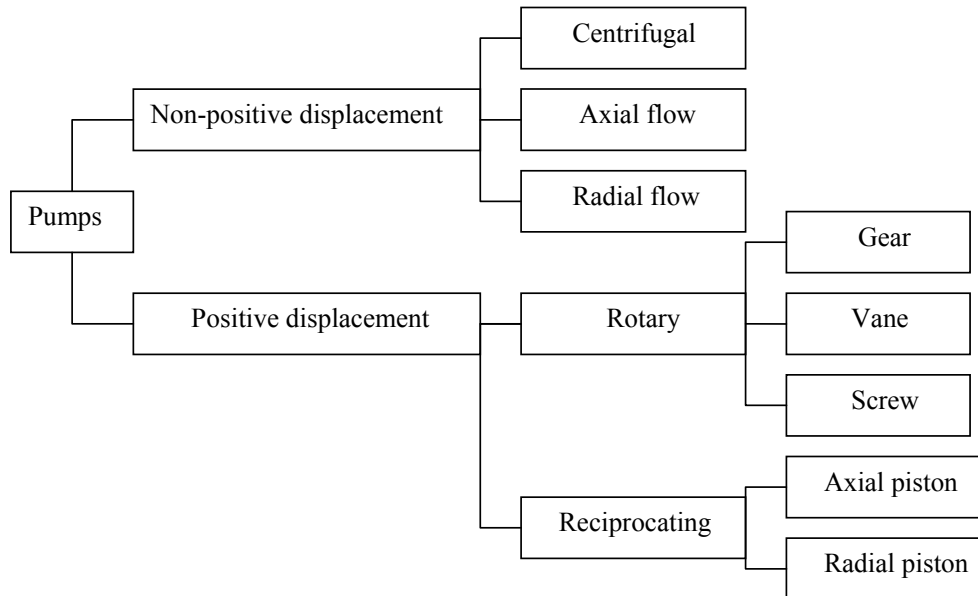 Centrifugal
Non-positive displacement
Axial flow
Radial flow
Pumps
Gear
Positive displacement
Rotary
Vane
Screw
Axial piston
Reciprocating
Radial piston